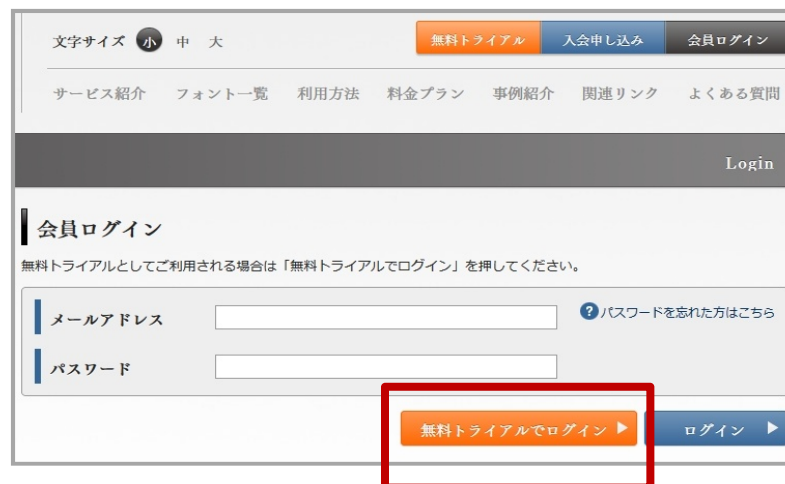 文字サイズ 小 中 大 無料トライアル 入会申し込み 会員ログイン
サービス紹介 フォント一覧 利用方法 料金プラン 事例紹介 関連リンク よくある質問
Login
会員ログイン
無料トライアルとしてご利用される場合は「無料トライアルでログイン」を押してください。
メールアドレス ? パスワードを忘れた方はこちら
パスワード
無料トライアルでログイン ▶ ログイン ▶